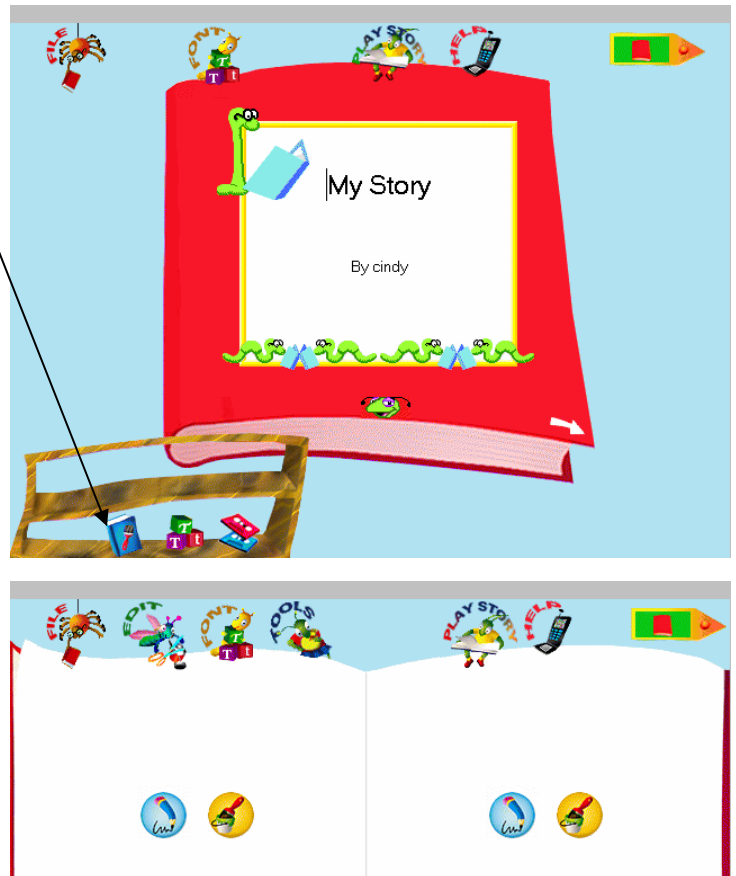 FILE FONT PLAY STORY HELP
T
T t
My Story
By cindy
T
T t
FILE EDIT FONT TOOLS PLAY STORY HELP
T
T t